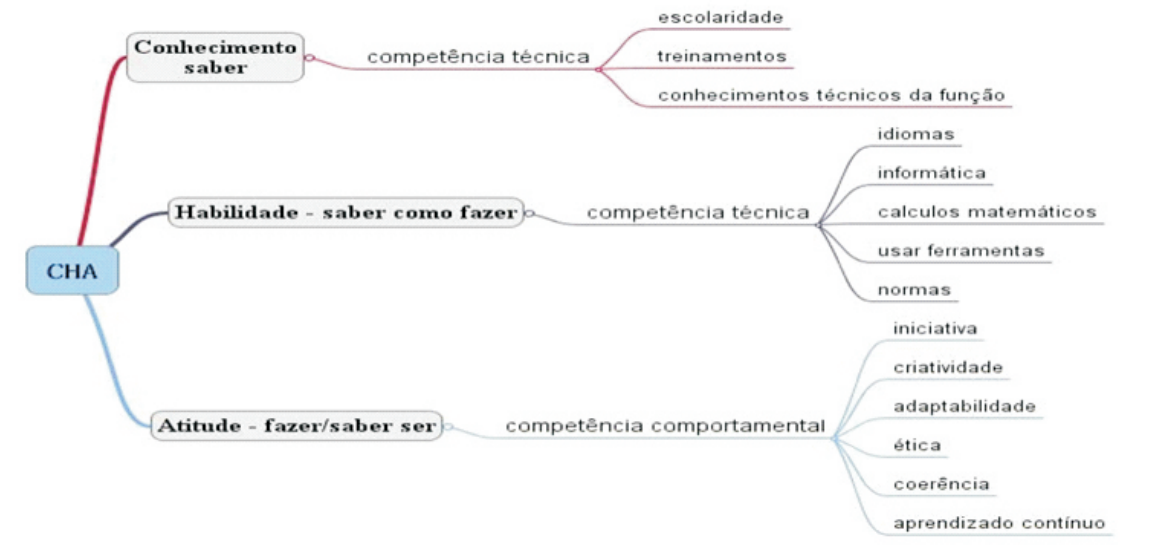 CHA
Conhecimento
saber
competência técnica
escolaridade
treinamentos
conhecimentos técnicos da função
Habilidade - saber como fazer
competência técnica
idiomas
informática
calculos matemáticos
usar ferramentas
normas
Atitude - fazer/saber ser
competência comportamental
iniciativa
criatividade
adaptabilidade
ética
coerência
aprendizado contínuo